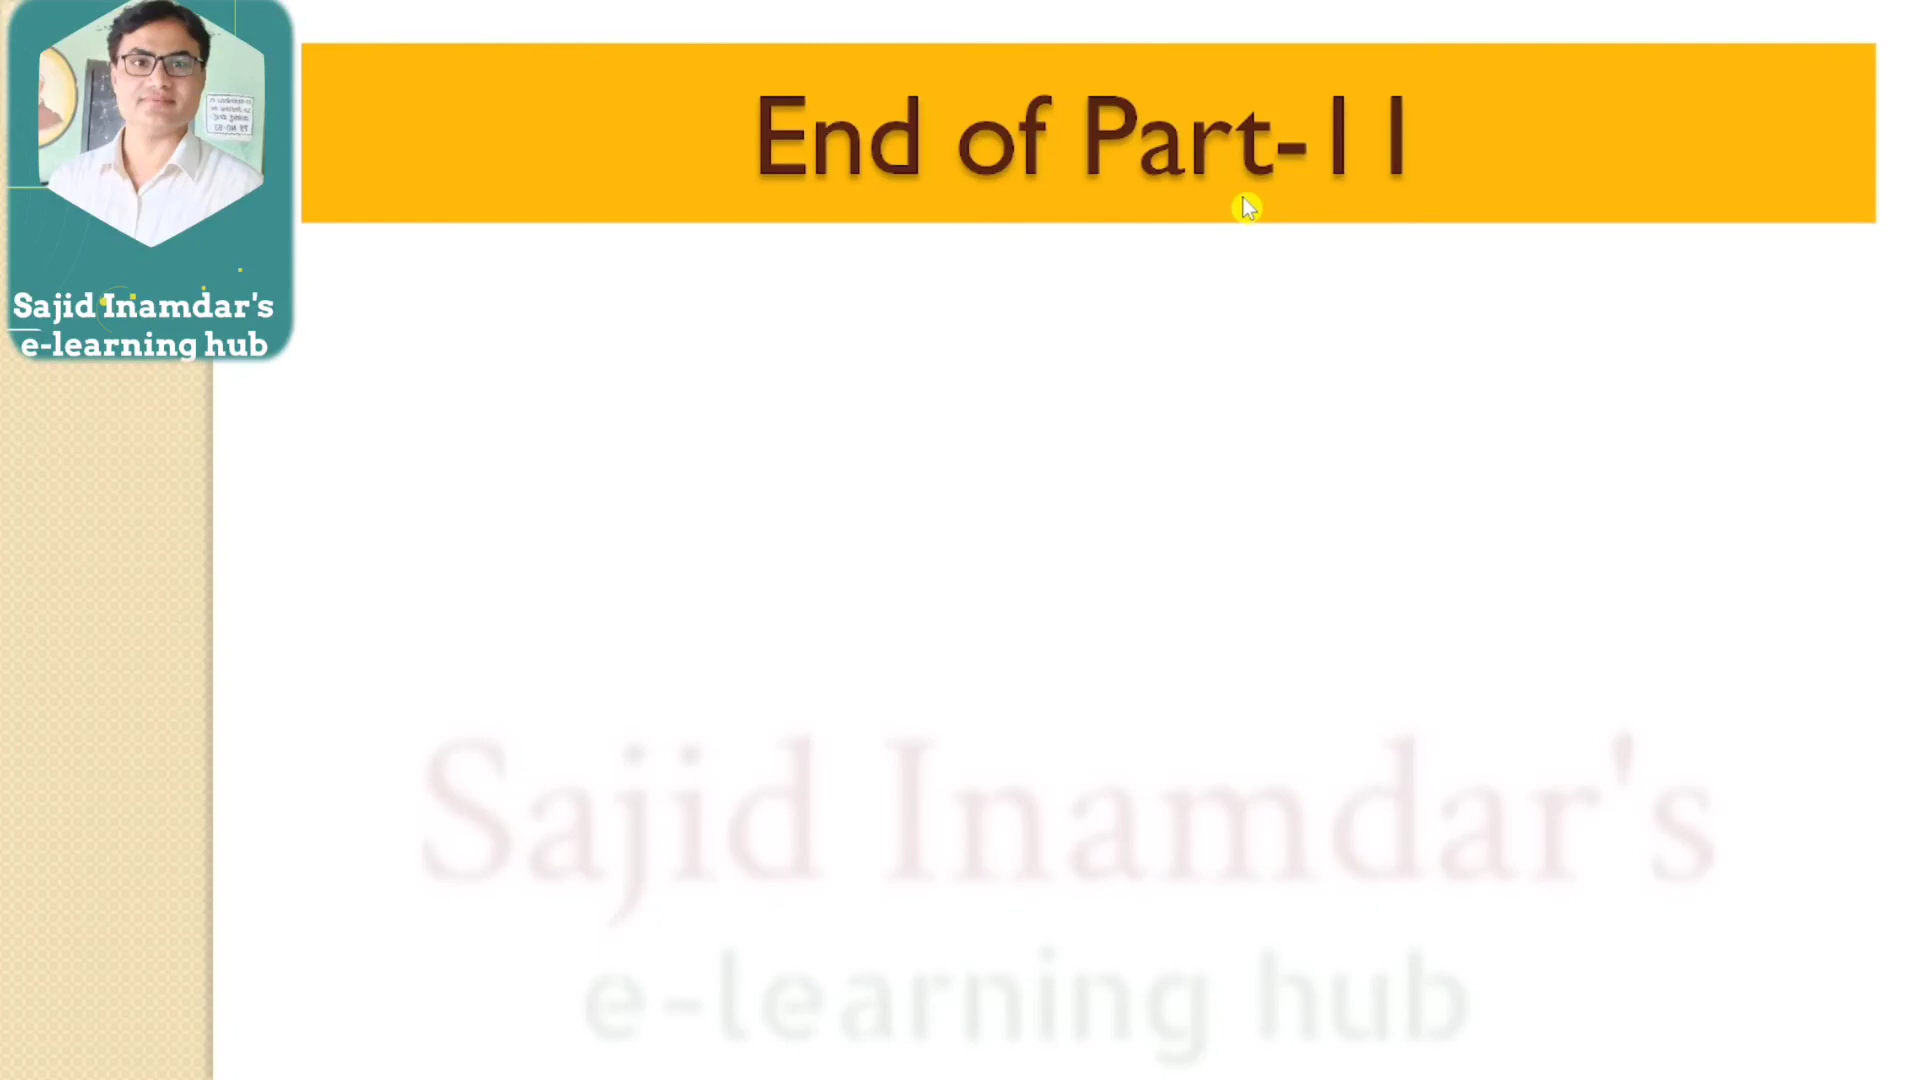 End of Part-11
Sajid Inamdar's
e-learning hub
Sajid Inamdar's
e-learning hub